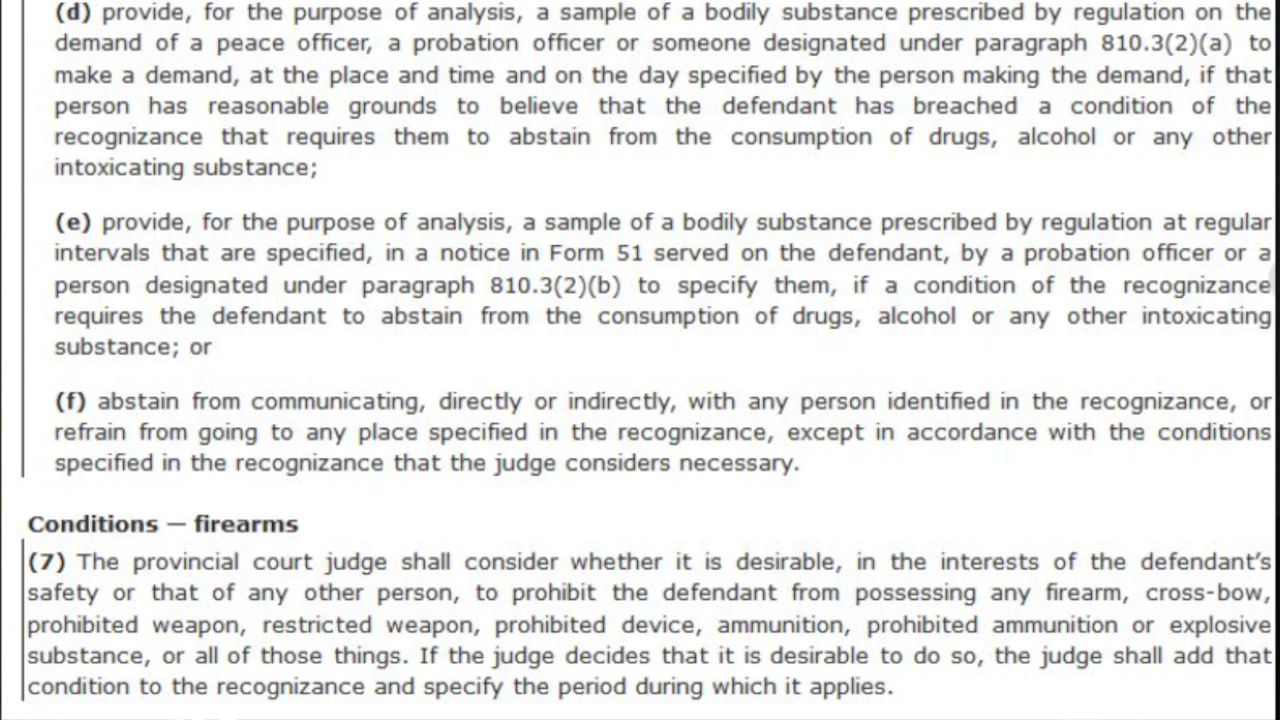 (d) provide, for the purpose of analysis, a sample of a bodily substance prescribed by regulation on the
demand of a peace officer, a probation officer or someone designated under paragraph 810.3(2)(a) to
make a demand, at the place and time and on the day specified by the person making the demand, if that
person has reasonable grounds to believe that the defendant has breached a condition of the
recognizance that requires them to abstain from the consumption of drugs, alcohol or any other
intoxicating substance;
(e) provide, for the purpose of analysis, a sample of a bodily substance prescribed by regulation at regular
intervals that are specified, in a notice in Form 51 served on the defendant, by a probation officer or a
person designated under paragraph 810.3(2)(b) to specify them, if a condition of the recognizance
requires the defendant to abstain from the consumption of drugs, alcohol or any other intoxicating
substance; or
(f) abstain from communicating, directly or indirectly, with any person identified in the recognizance, or
refrain from going to any place specified in the recognizance, except in accordance with the conditions
specified in the recognizance that the judge considers necessary.
Conditions — firearms
(7) The provincial court judge shall consider whether it is desirable, in the interests of the defendant’s
safety or that of any other person, to prohibit the defendant from possessing any firearm, cross-bow,
prohibited weapon, restricted weapon, prohibited device, ammunition, prohibited ammunition or explosive
substance, or all of those things. If the judge decides that it is desirable to do so, the judge shall add that
condition to the recognizance and specify the period during which it applies.